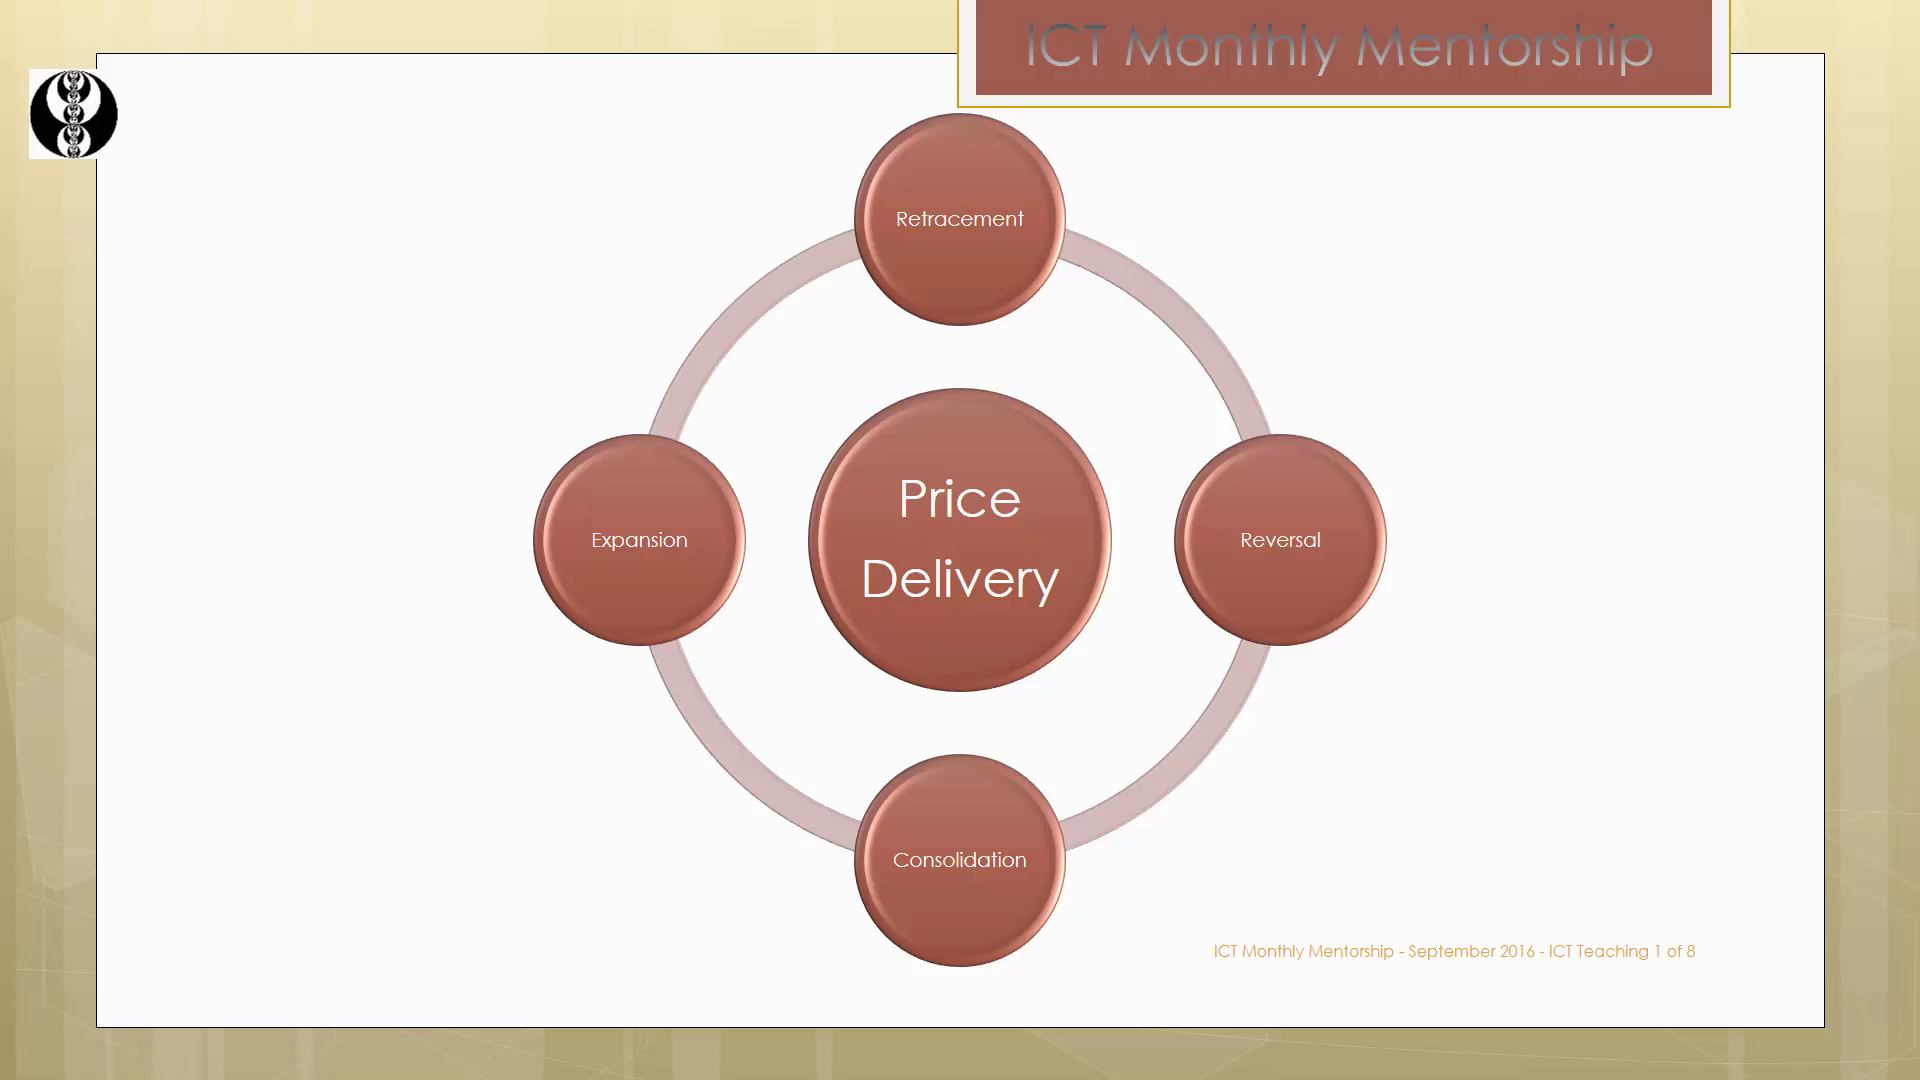 ICT Monthly Mentorship
Retracement
Expansion
Price
Delivery
Reversal
Consolidation
ICT Monthly Mentorship - September 2016 - ICT Teaching 1 of 8